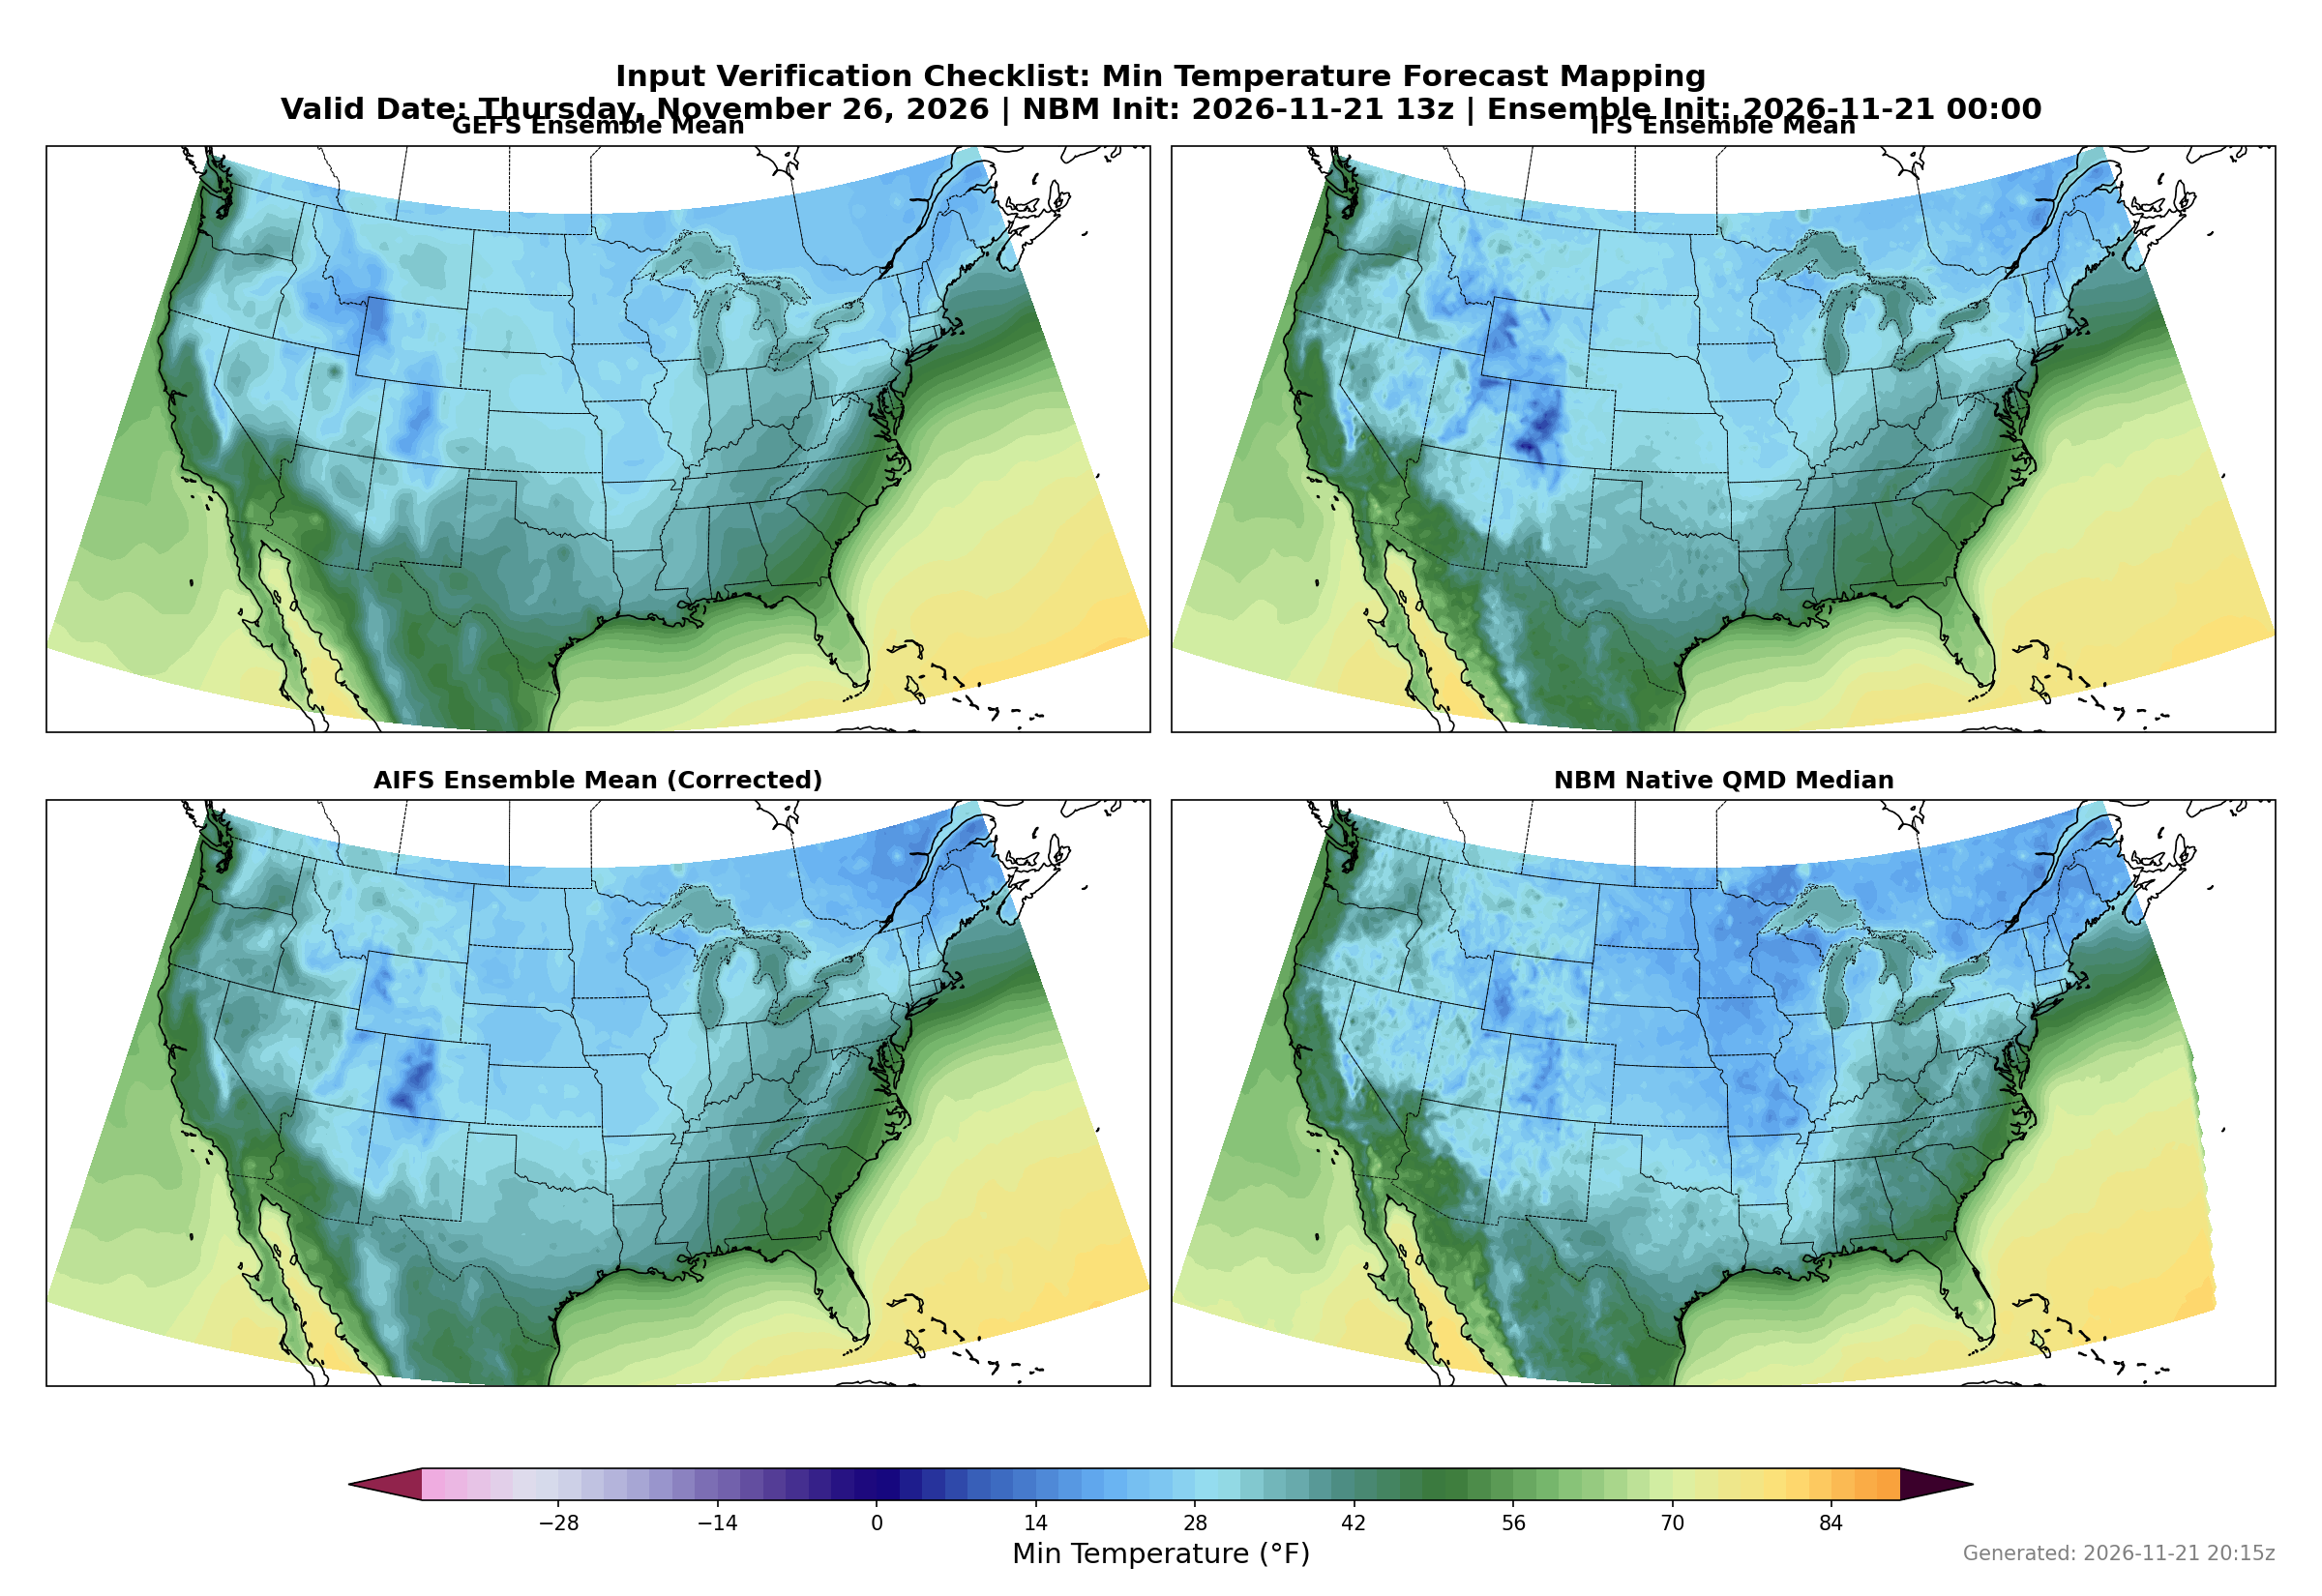 Input Verification Checklist: Min Temperature Forecast Mapping
Valid Date: Thursday, November 26, 2026 | NBM Init: 2026-11-21 13z | Ensemble Init: 2026-11-21 00:00
GEFS Ensemble Mean
IFS Ensemble Mean
AIFS Ensemble Mean (Corrected)
NBM Native QMD Median
−28 −14 0 14 28 42 56 70 84
Min Temperature (°F)
Generated: 2026-11-21 20:15z